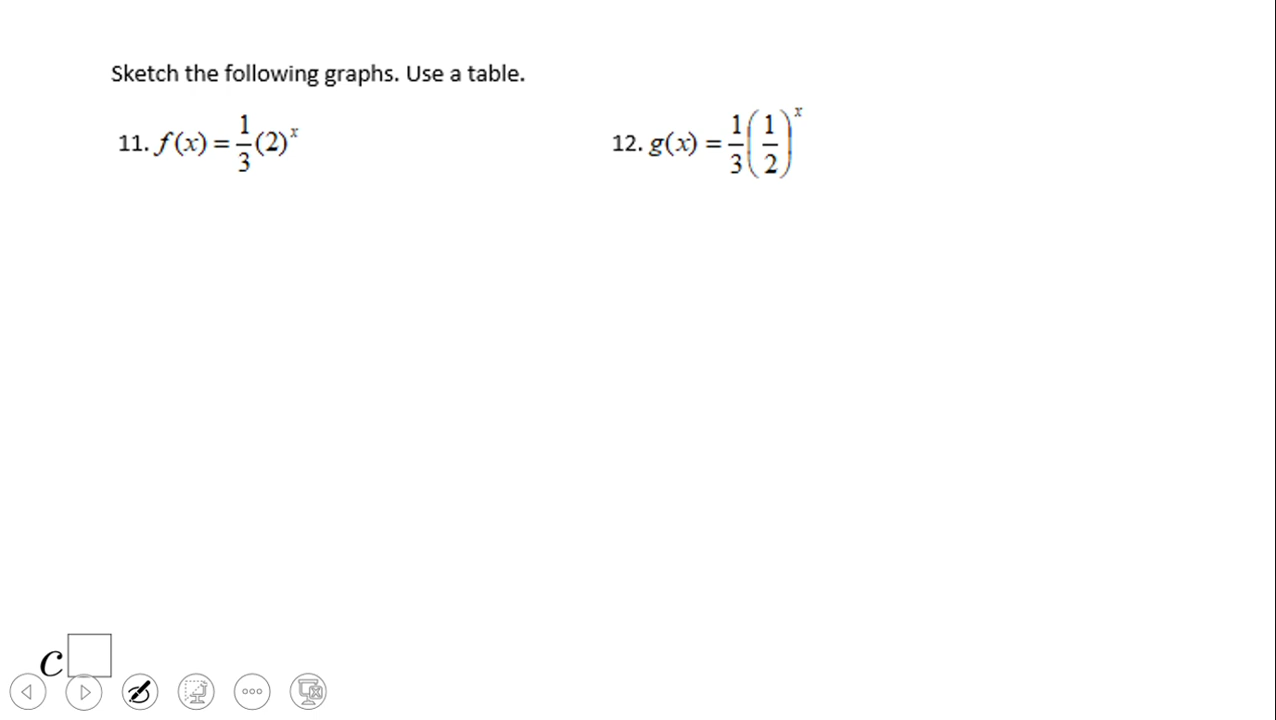 Sketch the following graphs. Use a table.
11. f(x) = 1/3 (2)^x
12. g(x) = 1/3 (1/2)^x
C